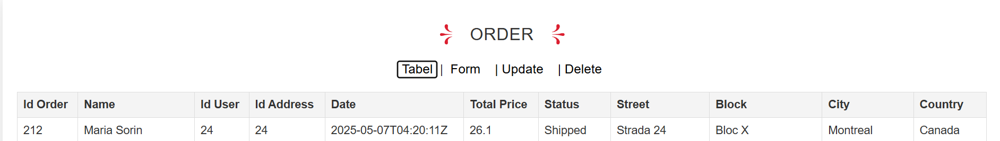 ORDER
Tabel | Form | Update | Delete
Id Order Name Id User Id Address Date Total Price Status Street Block City Country
212 Maria Sorin 24 24 2025-05-07T04:20:11Z 26.1 Shipped Strada 24 Bloc X Montreal Canada